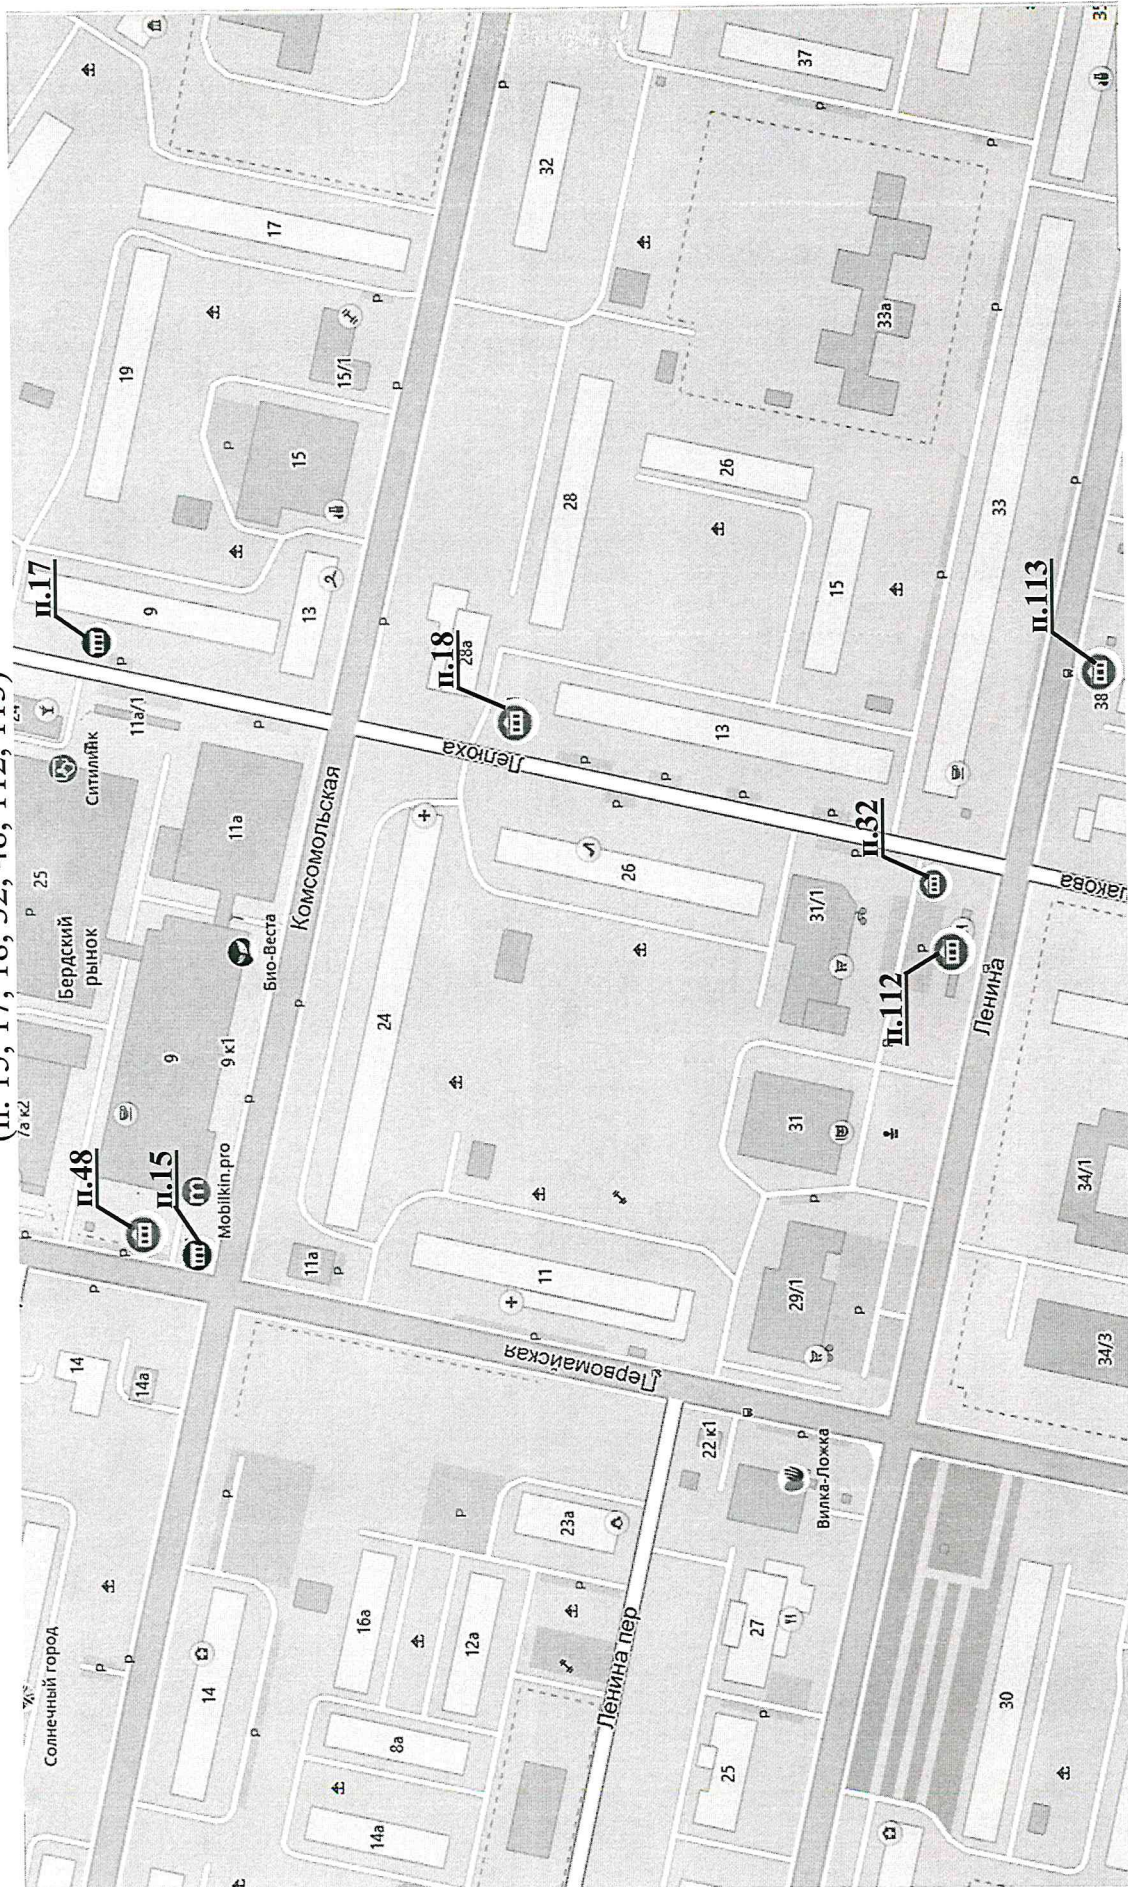 (п. 15, 17, 18, 32, 48, 112, 113)
п.17
п.18
п.113
п.32
п.112
п.48
п.15
37
32
17
19
15/1
15
33а
26
28
33
15
9
13
28а
13
38
11а/1
24
Ситилинк
25
Бердский
рынок
11а
Комсомольская
Лелюха
26
31/1
Био-Веста
24
9
9 к1
7а к2
Ленина
31
34/1
Mobilkin.pro
11а
11
29/1
34/3
14
14а
Первомайская
22 к1
Вилка-Ложка
23а
16а
12а
27
Солнечный город
14
Ленина пер
30
8а
25
14а